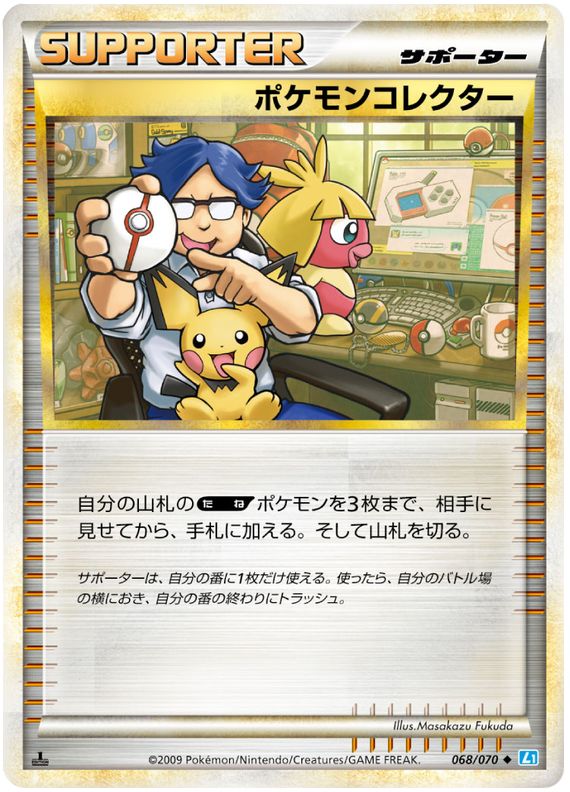 SUPPORTER
サポーター
ポケモンコレクター
自分の山札のたねポケモンを3枚まで、相手に
見せてから、手札に加える。そして山札を切る。
サポーターは、自分の番に1枚だけ使える。使ったら、自分のバトル場
の横におき、自分の番の終わりにトラッシュ。
Illus.Masakazu Fukuda
1
EDITION
©2009 Pokémon/Nintendo/Creatures/GAME FREAK.
068/070 ◆ L1